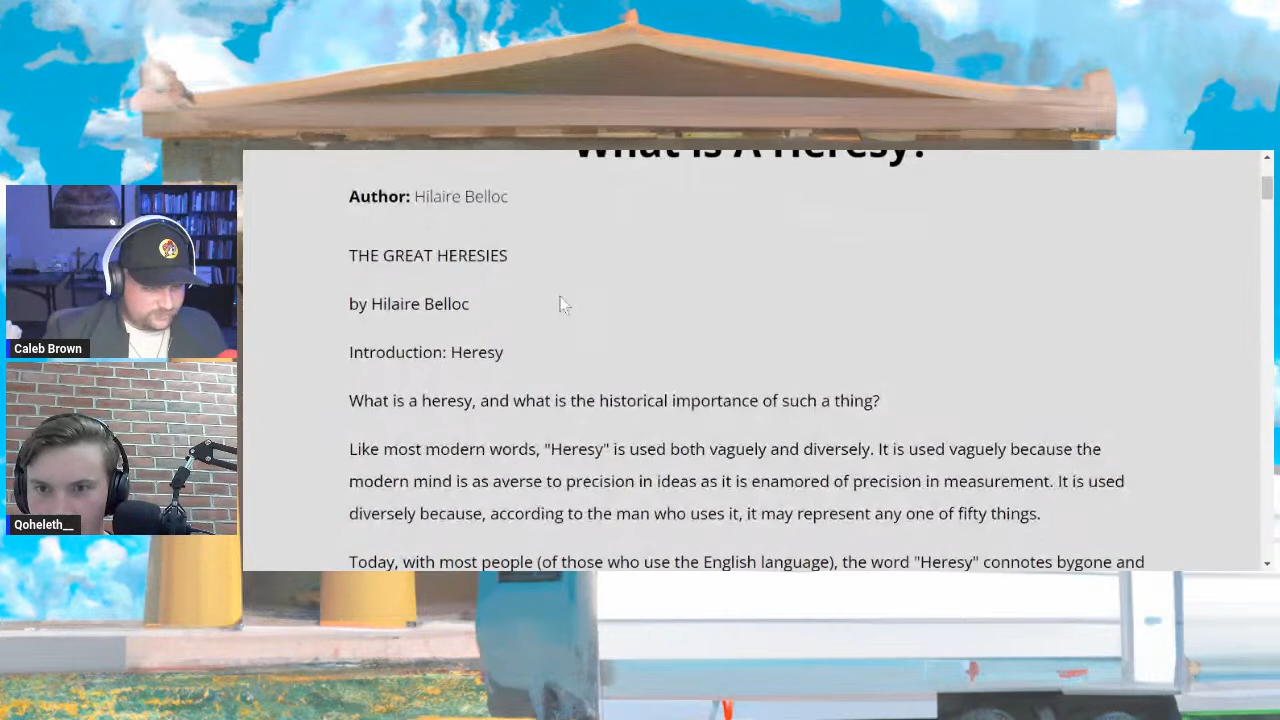 What Is A Heresy?
Author: Hilaire Belloc
THE GREAT HERESIES
by Hilaire Belloc
Introduction: Heresy
What is a heresy, and what is the historical importance of such a thing?
Like most modern words, "Heresy" is used both vaguely and diversely. It is used vaguely because the
modern mind is as averse to precision in ideas as it is enamored of precision in measurement. It is used
diversely because, according to the man who uses it, it may represent any one of fifty things.
Today, with most people (of those who use the English language), the word "Heresy" connotes bygone and
Caleb Brown
Qoheleth__